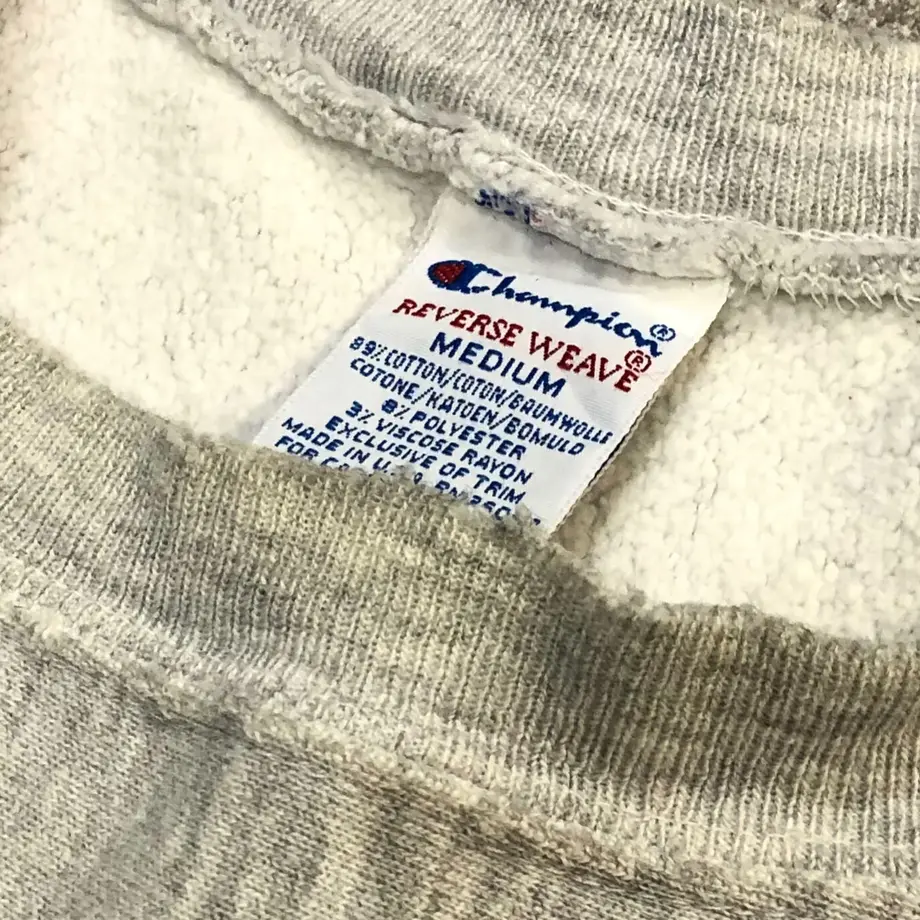 Champion®
REVERSE WEAVE®
MEDIUM
89% COTTON/COTON/BAUMWOLLE
COTONE/KATOEN/BOMULD
8% POLYESTER
3% VISCOSE RAYON
EXCLUSIVE OF TRIM
MADE IN
FOR